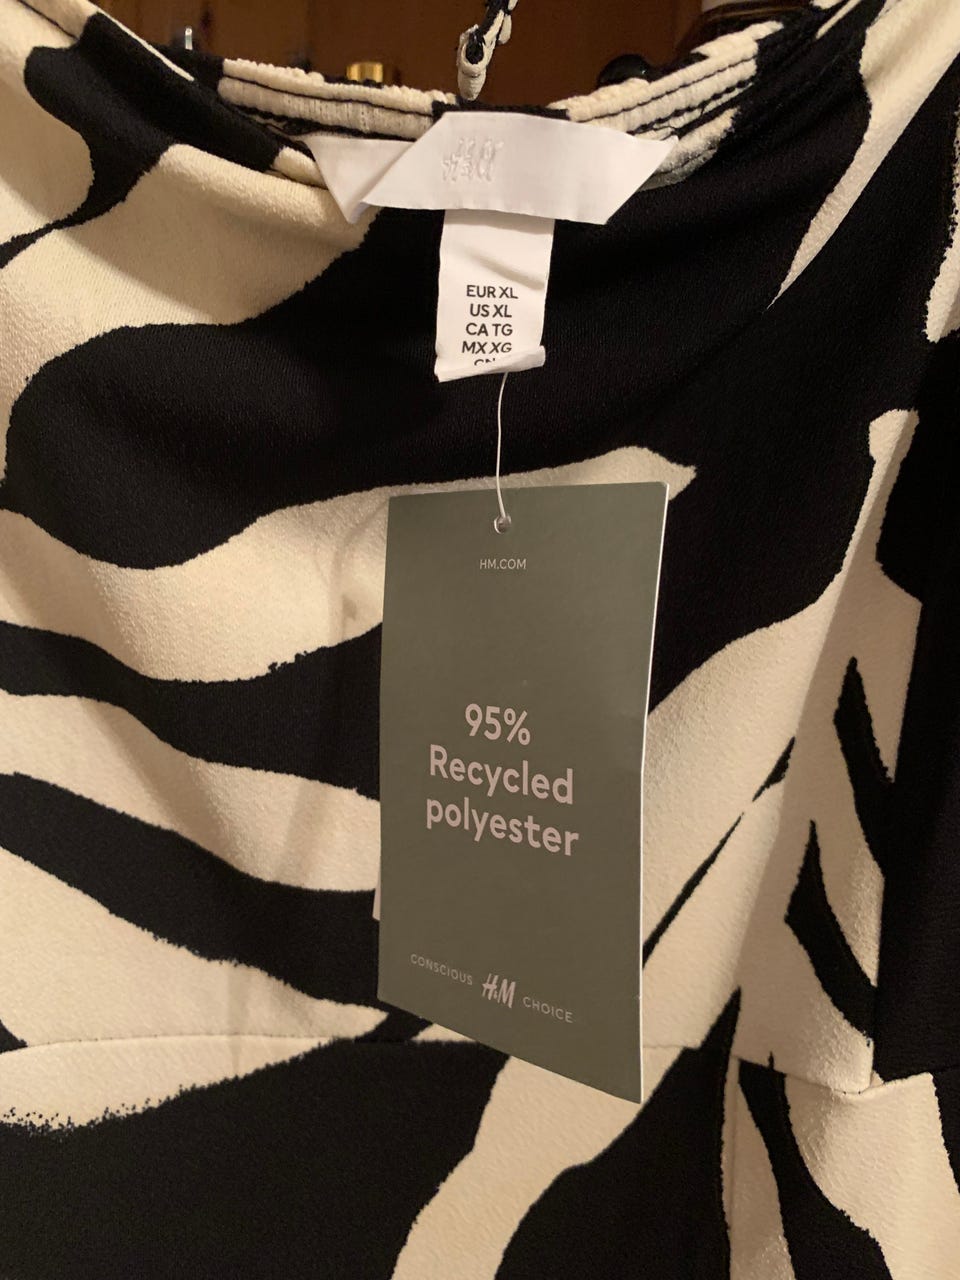 H&M
EUR XL
US XL
CA TG
MX XG
HM.COM
95%
Recycled
polyester
CONSCIOUS H&M CHOICE